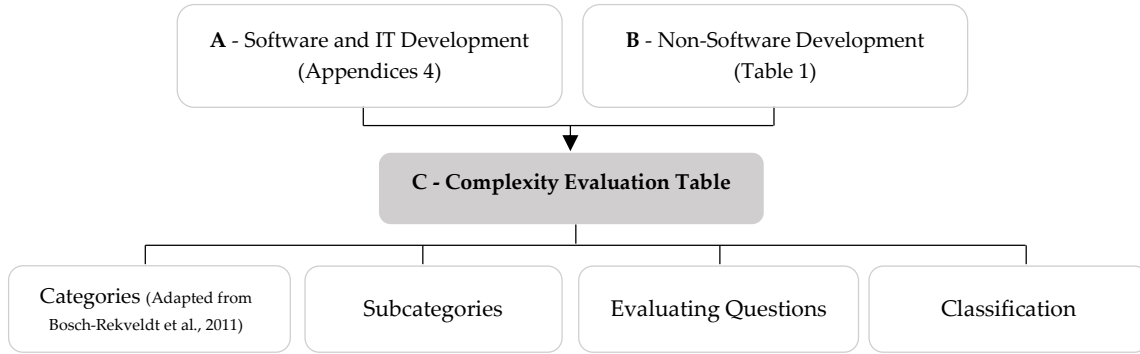 A - Software and IT Development
(Appendices 4)
B - Non-Software Development
(Table 1)
C - Complexity Evaluation Table
Categories (Adapted from
Bosch-Rekveldt et al., 2011)
Subcategories
Evaluating Questions
Classification